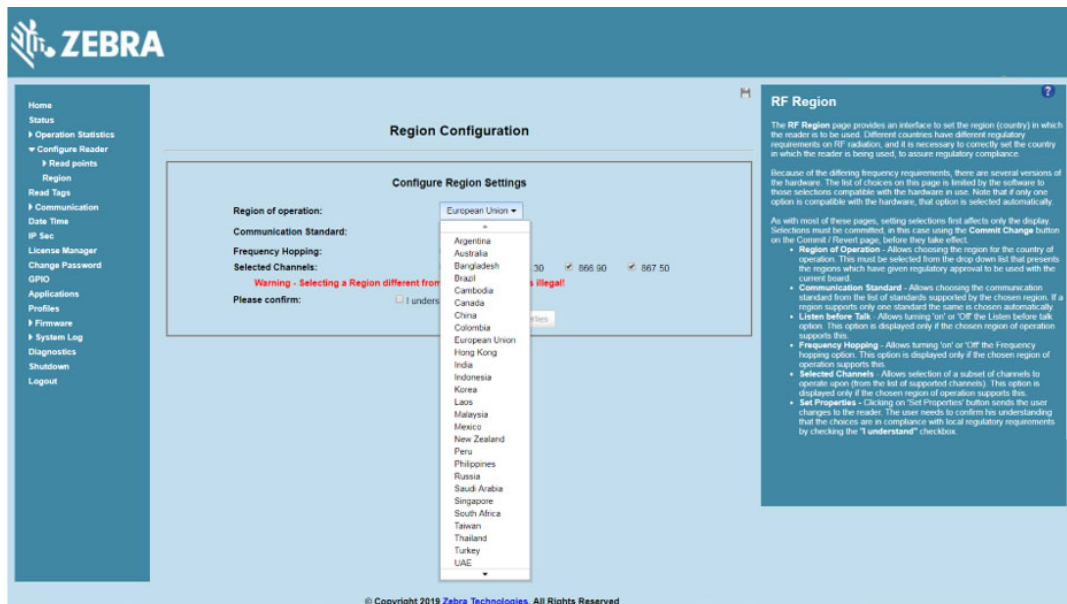 ZEBRA
Home
Status
Operation Statistics
Configure Reader
Read points
Region
Read Tags
Communication
Date Time
IP Sec
License Manager
Change Password
GPIO
Applications
Profiles
Firmware
System Log
Diagnostics
Shutdown
Logout
Region Configuration
Configure Region Settings
Region of operation: European Union
Communication Standard:
Frequency Hopping:
Selected Channels: 30 866.90 867.50
Warning - Selecting a Region different from s illegal!
Please confirm: I unders
rties
Argentina
Australia
Bangladesh
Brazil
Cambodia
Canada
China
Colombia
European Union
Hong Kong
India
Indonesia
Korea
Laos
Malaysia
Mexico
New Zealand
Peru
Philippines
Russia
Saudi Arabia
Singapore
South Africa
Taiwan
Thailand
Turkey
UAE
RF Region
?
The RF Region page provides an interface to set the region (country) in which
the reader is to be used. Different countries have different regulatory
requirements on RF radiation, and it is necessary to correctly set the country
in which the reader is being used, to assure regulatory compliance.
Because of the differing frequency requirements, there are several versions of
the hardware. The list of choices on this page is limited by the software to
those selections compatible with the hardware in use. Note that if only one
option is compatible with the hardware, that option is selected automatically.
As with most of these pages, setting selections first affects only the display.
Selections must be committed, in this case using the Commit Change button
on the Commit / Revert page, before they take effect.
• Region of Operation - Allows choosing the region for the country of
operation. This must be selected from the drop down list that presents
the regions which have given regulatory approval to be used with the
current board.
• Communication Standard - Allows choosing the communication
standard from the list of standards supported by the chosen region. If a
region supports only one standard the same is chosen automatically.
• Listen before Talk - Allows turning 'on' or 'Off' the Listen before talk
option. This option is displayed only if the chosen region of operation
supports this.
• Frequency Hopping - Allows turning 'on' or 'Off' the Frequency
hopping option. This option is displayed only if the chosen region of
operation supports this.
• Selected Channels - Allows selection of a subset of channels to
operate upon (from the list of supported channels). This option is
displayed only if the chosen region of operation supports this.
• Set Properties - Clicking on 'Set Properties' button sends the user
changes to the reader. The user needs to confirm his understanding
that the choices are in compliance with local regulatory requirements
by checking the "I understand" checkbox.
© Copyright 2019 Zebra Technologies. All Rights Reserved